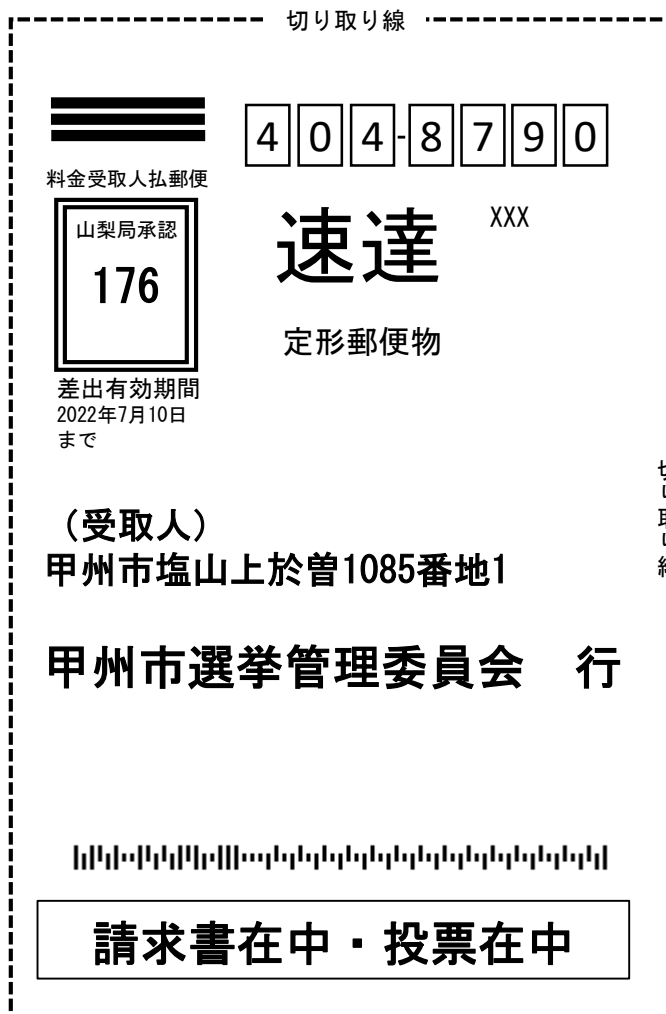 切り取り線
404-8790
料金受取人払郵便
山梨局承認
176
速達
XXX
定形郵便物
差出有効期間
2022年7月10日
まで
切り取り線
（受取人）
甲州市塩山上於曽1085番地1
甲州市選挙管理委員会　行
請求書在中・投票在中